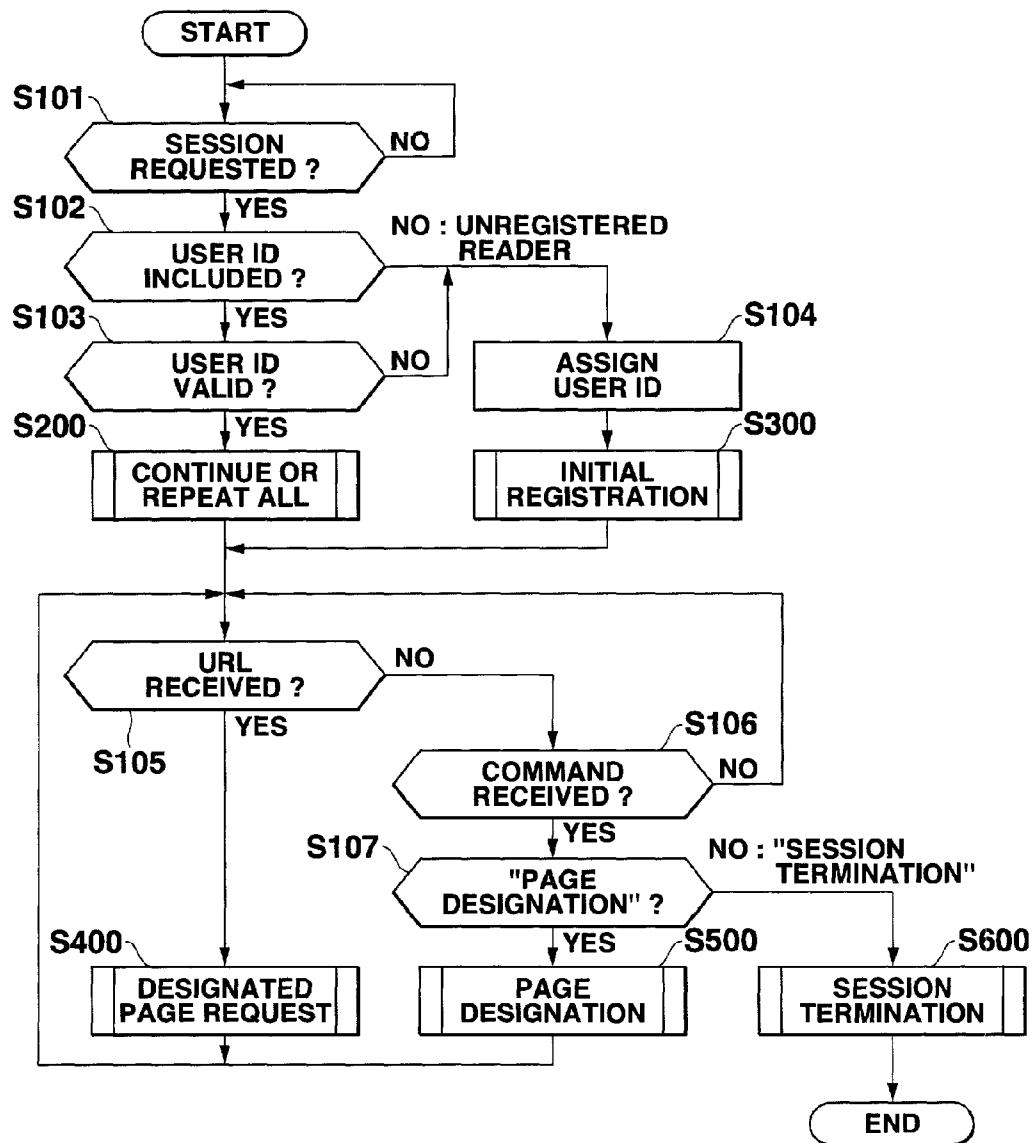 START
S101
SESSION
REQUESTED ?
NO
YES
S102
USER ID
INCLUDED ?
NO : UNREGISTERED
READER
YES
S103
USER ID
VALID ?
NO
YES
S104
ASSIGN
USER ID
S200
CONTINUE OR
REPEAT ALL
S300
INITIAL
REGISTRATION
URL
RECEIVED ?
NO
YES
S105
S106
COMMAND
RECEIVED ?
NO
YES
S107
"PAGE
DESIGNATION" ?
NO : "SESSION
TERMINATION"
YES
S400
DESIGNATED
PAGE REQUEST
S500
PAGE
DESIGNATION
S600
SESSION
TERMINATION
END